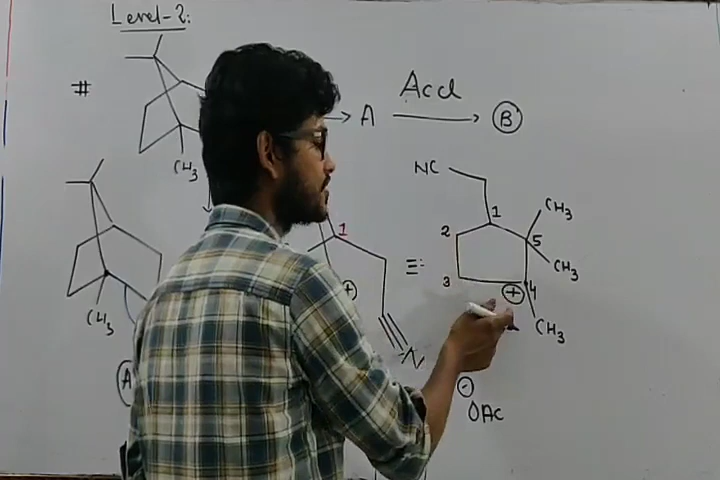 Level-2:
#
A
AcCl
B
CH3
NC
1
CH3
2
5
1
CH3
3
4
+
+
CH3
CH3
A
N
-
OAc